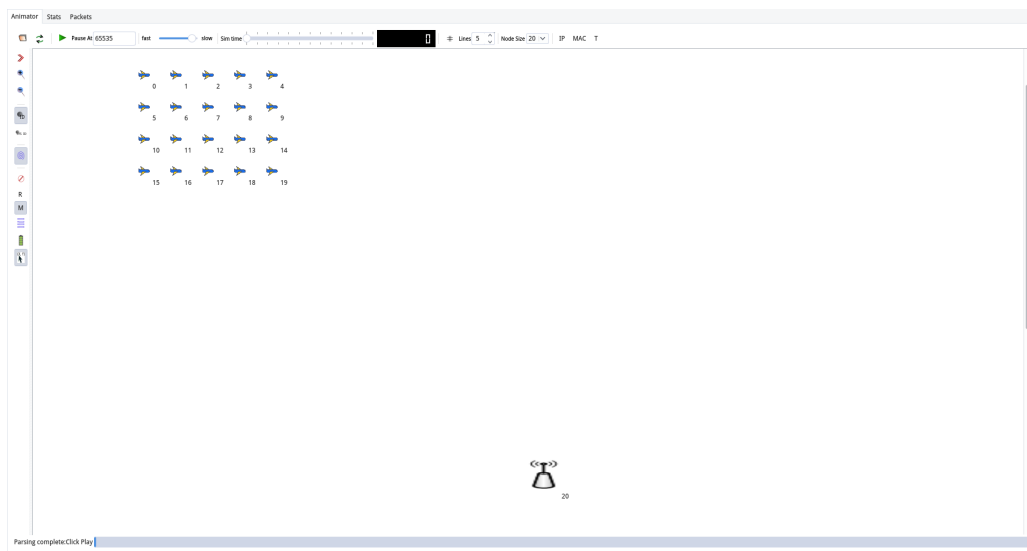 Animator Stats Packets
Pause At 65535 fast slow Sim time 0 Lines 5 Node Size 20 IP MAC T
0 1 2 3 4
5 6 7 8 9
10 11 12 13 14
15 16 17 18 19
R
M
20
Parsing complete:Click Play